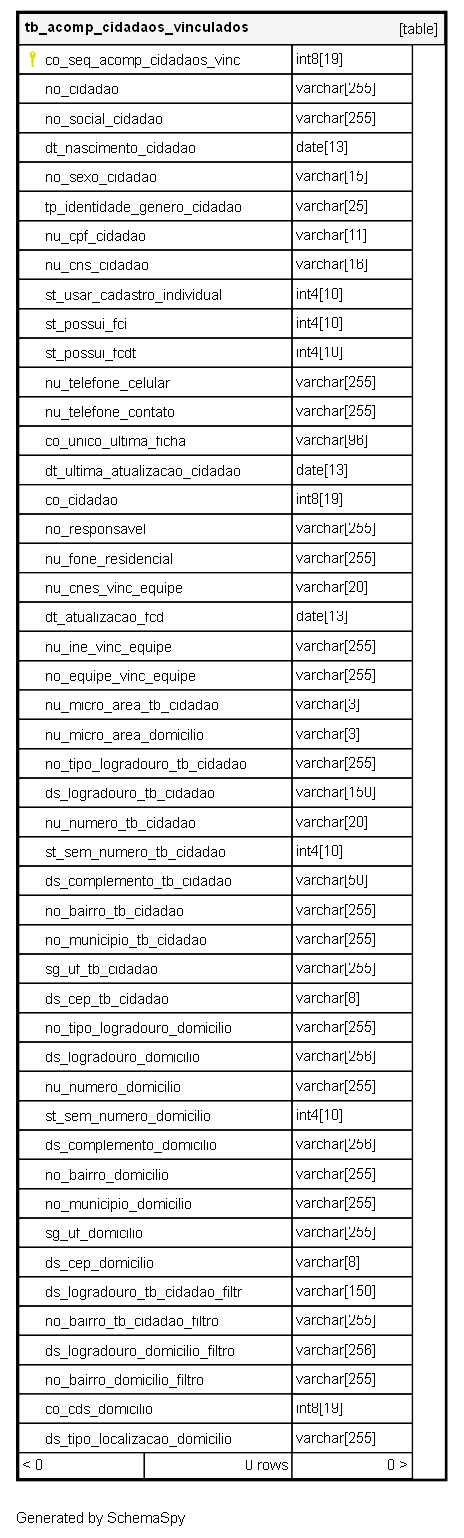 tb_acomp_cidadaos_vinculados [table]
co_seq_acomp_cidadaos_vinc int8[19]
no_cidadao varchar[255]
no_social_cidadao varchar[255]
dt_nascimento_cidadao date[13]
no_sexo_cidadao varchar[15]
tp_identidade_genero_cidadao varchar[25]
nu_cpf_cidadao varchar[11]
nu_cns_cidadao varchar[16]
st_usar_cadastro_individual int4[10]
st_possui_fci int4[10]
st_possui_fcdt int4[10]
nu_telefone_celular varchar[255]
nu_telefone_contato varchar[255]
co_unico_ultima_ficha varchar[96]
dt_ultima_atualizacao_cidadao date[13]
co_cidadao int8[19]
no_responsavel varchar[255]
nu_fone_residencial varchar[255]
nu_cnes_vinc_equipe varchar[20]
dt_atualizacao_fcd date[13]
nu_ine_vinc_equipe varchar[255]
no_equipe_vinc_equipe varchar[255]
nu_micro_area_tb_cidadao varchar[3]
nu_micro_area_domicilio varchar[3]
no_tipo_logradouro_tb_cidadao varchar[255]
ds_logradouro_tb_cidadao varchar[150]
nu_numero_tb_cidadao varchar[20]
st_sem_numero_tb_cidadao int4[10]
ds_complemento_tb_cidadao varchar[50]
no_bairro_tb_cidadao varchar[255]
no_municipio_tb_cidadao varchar[255]
sg_uf_tb_cidadao varchar[255]
ds_cep_tb_cidadao varchar[8]
no_tipo_logradouro_domicilio varchar[255]
ds_logradouro_domicilio varchar[256]
nu_numero_domicilio varchar[255]
st_sem_numero_domicilio int4[10]
ds_complemento_domicilio varchar[256]
no_bairro_domicilio varchar[255]
no_municipio_domicilio varchar[255]
sg_uf_domicilio varchar[255]
ds_cep_domicilio varchar[8]
ds_logradouro_tb_cidadao_filtr varchar[150]
no_bairro_tb_cidadao_filtro varchar[255]
ds_logradouro_domicilio_filtro varchar[256]
no_bairro_domicilio_filtro varchar[255]
co_cds_domicilio int8[19]
ds_tipo_localizacao_domicilio varchar[255]
< 0 0 rows 0 >
Generated by SchemaSpy